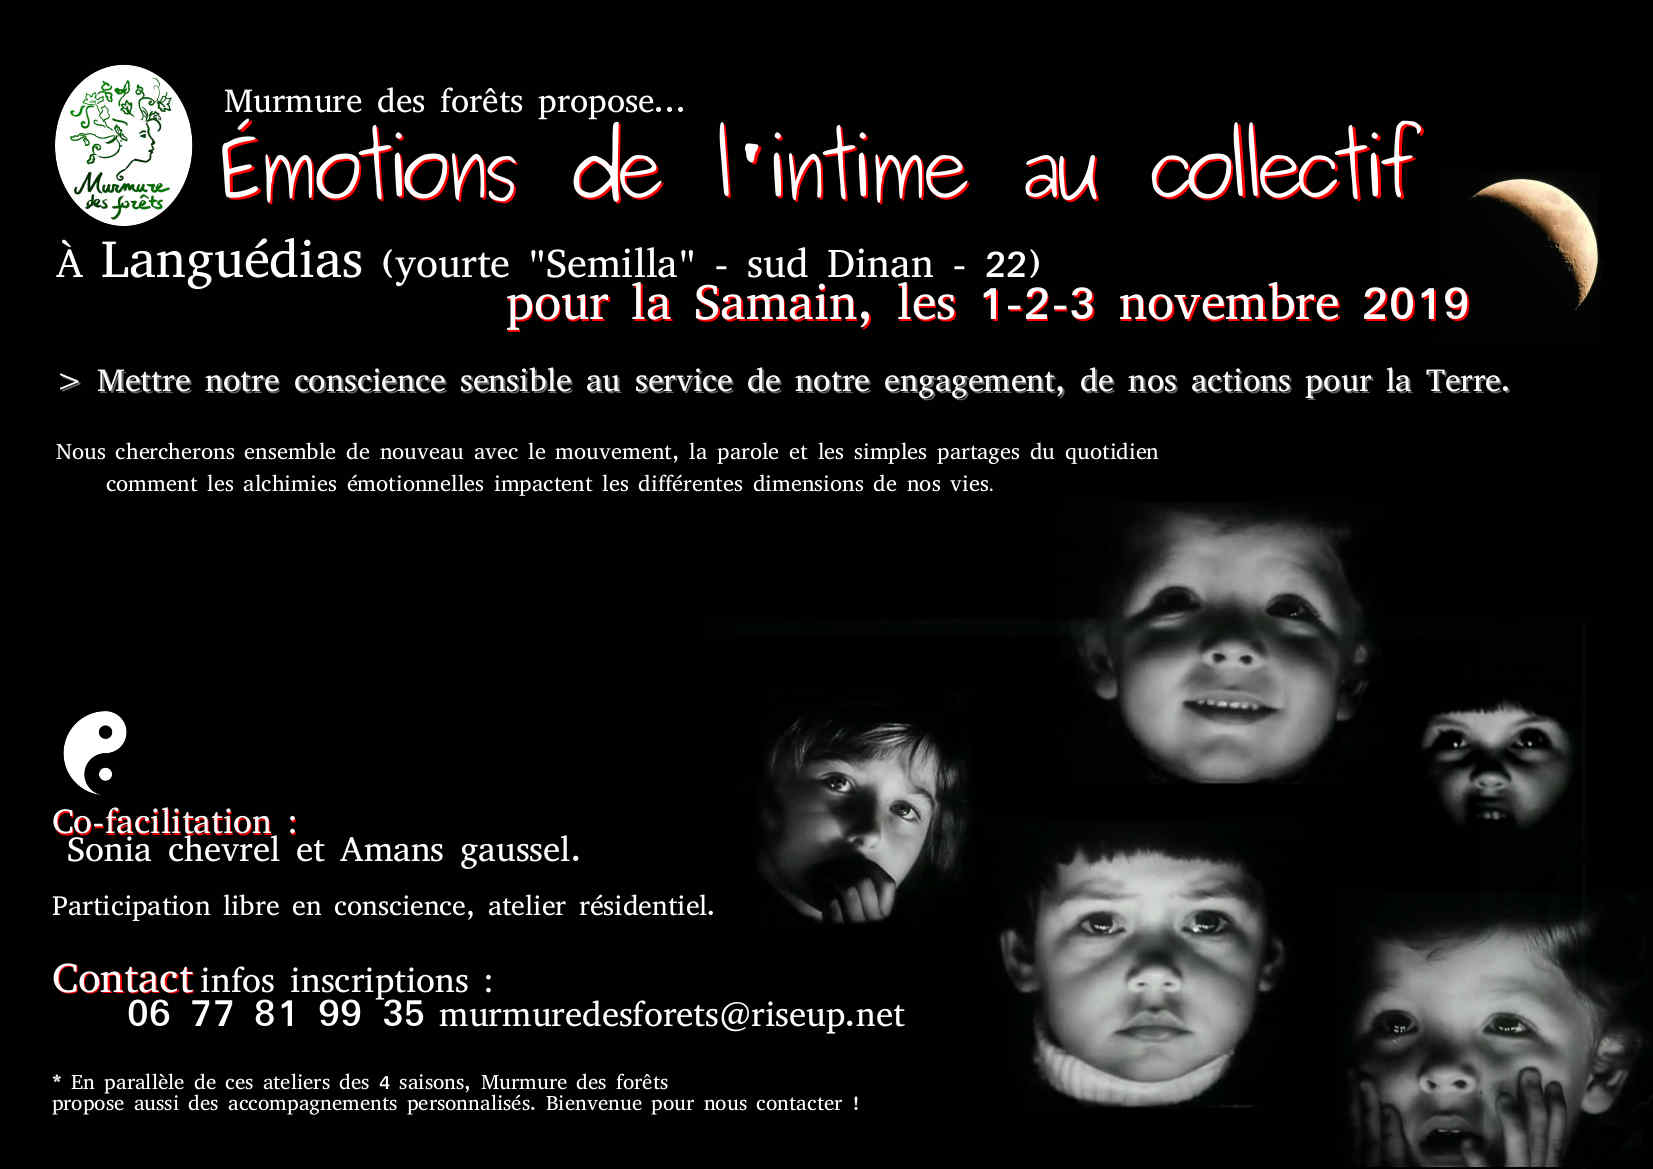 Murmure des forêts propose...
Émotions de l'intime au collectif
Murmure
des forêts
À Languédias (yourte "Semilla" - sud Dinan - 22)
pour la Samain, les 1-2-3 novembre 2019
> Mettre notre conscience sensible au service de notre engagement, de nos actions pour la Terre.
Nous chercherons ensemble de nouveau avec le mouvement, la parole et les simples partages du quotidien
comment les alchimies émotionnelles impactent les différentes dimensions de nos vies.
Co-facilitation :
Sonia chevrel et Amans gaussel.
Participation libre en conscience, atelier résidentiel.
Contact infos inscriptions :
06 77 81 99 35 murmuredesforets@riseup.net
* En parallèle de ces ateliers des 4 saisons, Murmure des forêts
propose aussi des accompagnements personnalisés. Bienvenue pour nous contacter !